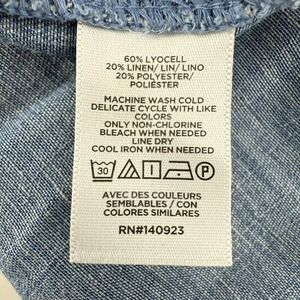 60% LYOCELL
20% LINEN/ LIN/ LINO
20% POLYESTER/
POLIÉSTER
MACHINE WASH COLD
DELICATE CYCLE WITH LIKE
COLORS
ONLY NON-CHLORINE
BLEACH WHEN NEEDED
LINE DRY
COOL IRON WHEN NEEDED
30 P
AVEC DES COULEURS
SEMBLABLES / CON
COLORES SIMILARES
RN#140923